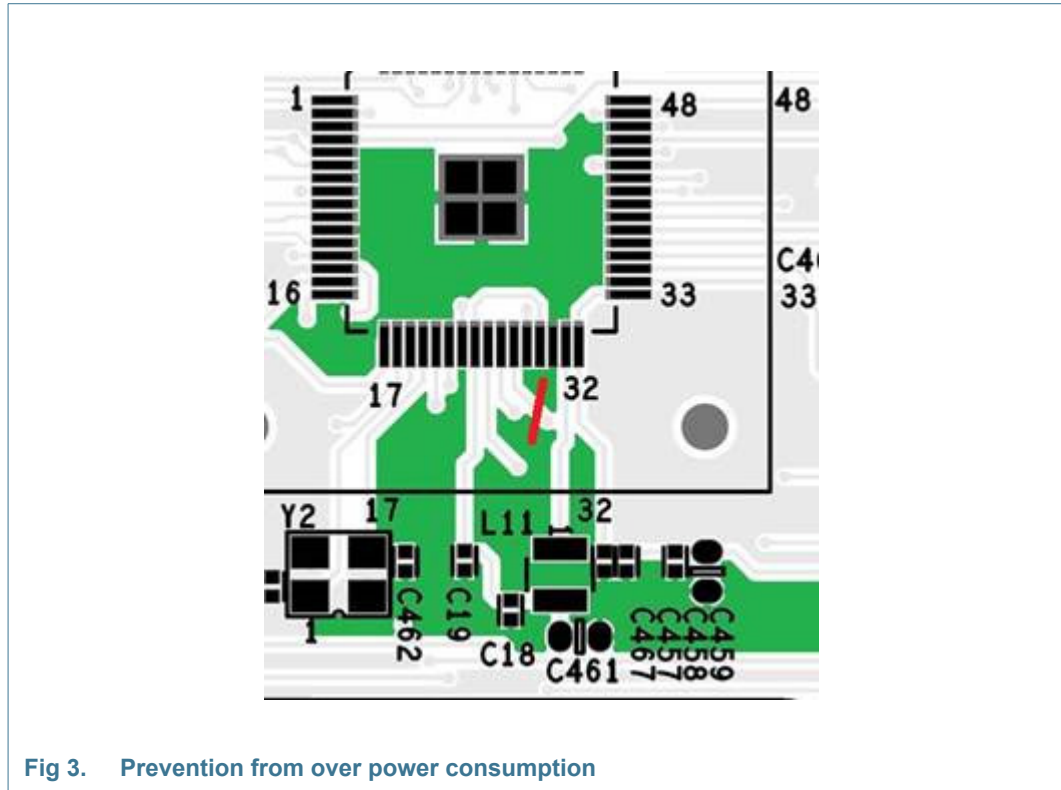 1 48 48
C4
16 33 33
17 32
Y2 17 L11 32
1 C462 C19 C18 C461 C467 C457 C458 C459
Fig 3. Prevention from over power consumption